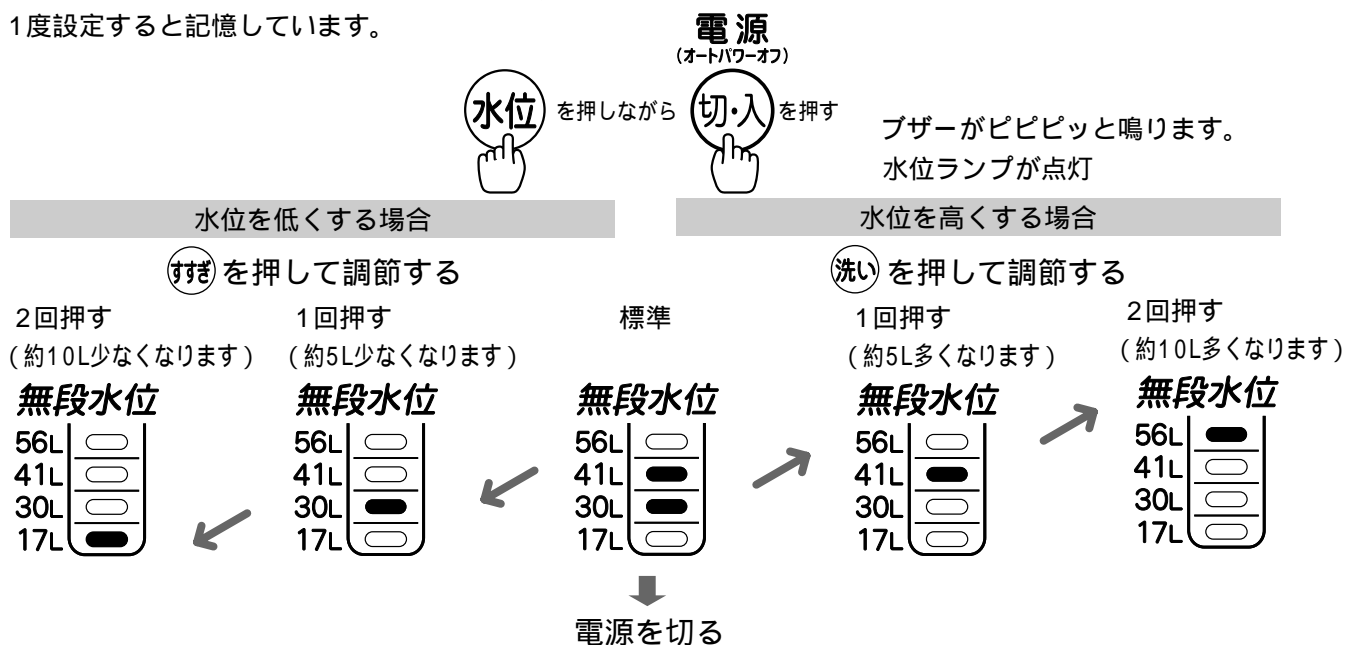 1度設定すると記憶しています。
電源
(オートパワーオフ)
水位 を押しながら 切・入 を押す
ブザーがピピピッと鳴ります。
水位ランプが点灯
水位を低くする場合
すすぎ を押して調節する
水位を高くする場合
洗い を押して調節する
2回押す
(約10L少なくなります)
無段水位
56L
41L
30L
17L
1回押す
(約5L少なくなります)
無段水位
56L
41L
30L
17L
標準
無段水位
56L
41L
30L
17L
1回押す
(約5L多くなります)
無段水位
56L
41L
30L
17L
2回押す
(約10L多くなります)
無段水位
56L
41L
30L
17L
電源を切る